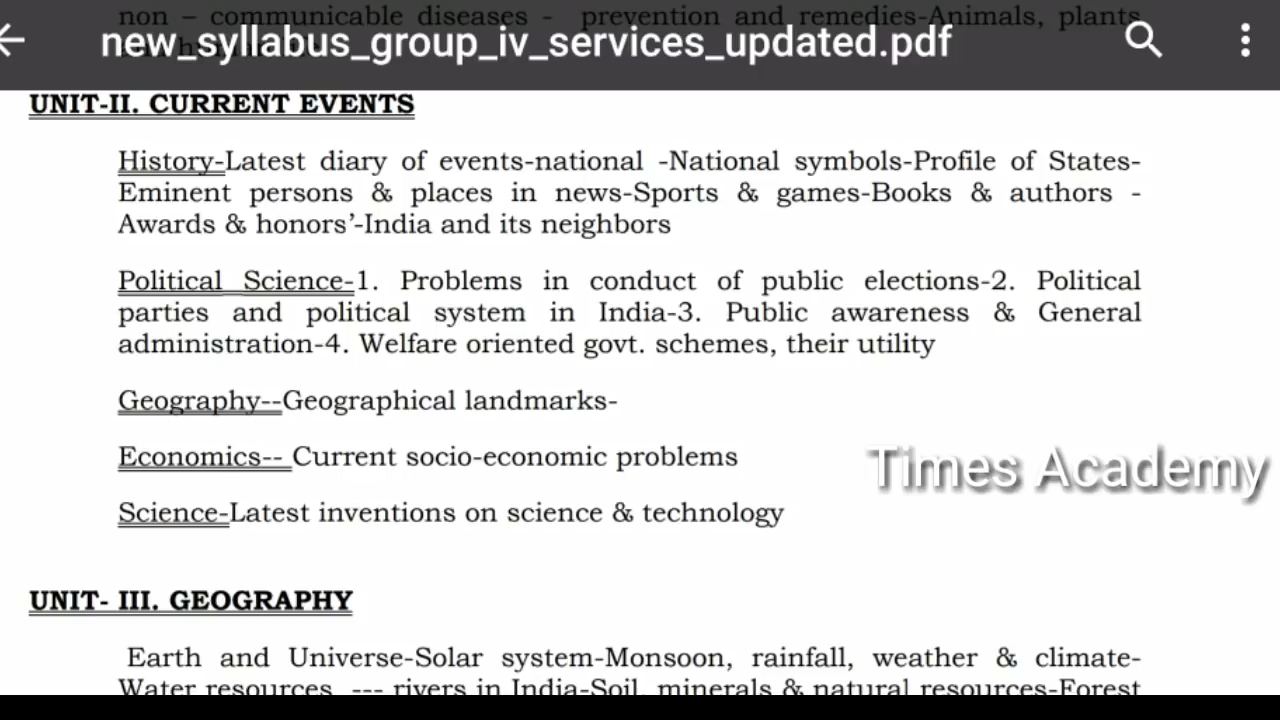 non – communicable diseases - prevention and remedies-Animals, plants
new_syllabus_group_iv_services_updated.pdf
UNIT-II. CURRENT EVENTS
History-Latest diary of events-national -National symbols-Profile of States-
Eminent persons & places in news-Sports & games-Books & authors -
Awards & honors’-India and its neighbors
Political Science-1. Problems in conduct of public elections-2. Political
parties and political system in India-3. Public awareness & General
administration-4. Welfare oriented govt. schemes, their utility
Geography--Geographical landmarks-
Economics-- Current socio-economic problems
Times Academy
Science-Latest inventions on science & technology
UNIT- III. GEOGRAPHY
Earth and Universe-Solar system-Monsoon, rainfall, weather & climate-
Water resources --- rivers in India-Soil, minerals & natural resources-Forest